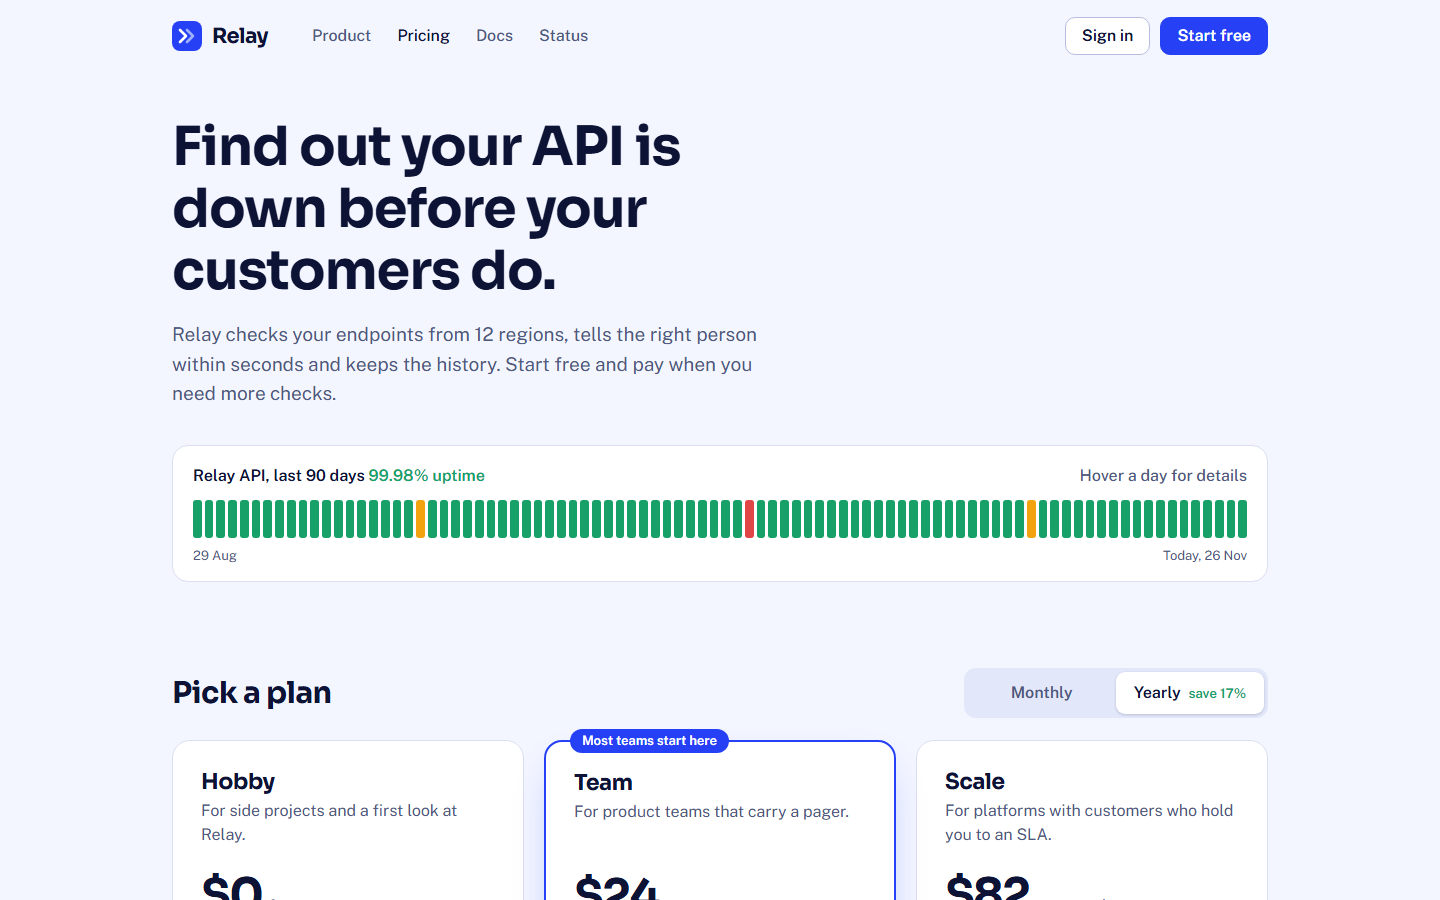 Relay
Product
Pricing
Docs
Status
Sign in
Start free
Find out your API is
down before your
customers do.
Relay checks your endpoints from 12 regions, tells the right person
within seconds and keeps the history. Start free and pay when you
need more checks.
Relay API, last 90 days 99.98% uptime
Hover a day for details
29 Aug
Today, 26 Nov
Pick a plan
Monthly
Yearly save 17%
Hobby
For side projects and a first look at
Relay.
$0
Most teams start here
Team
For product teams that carry a pager.
$24
Scale
For platforms with customers who hold
you to an SLA.
$82